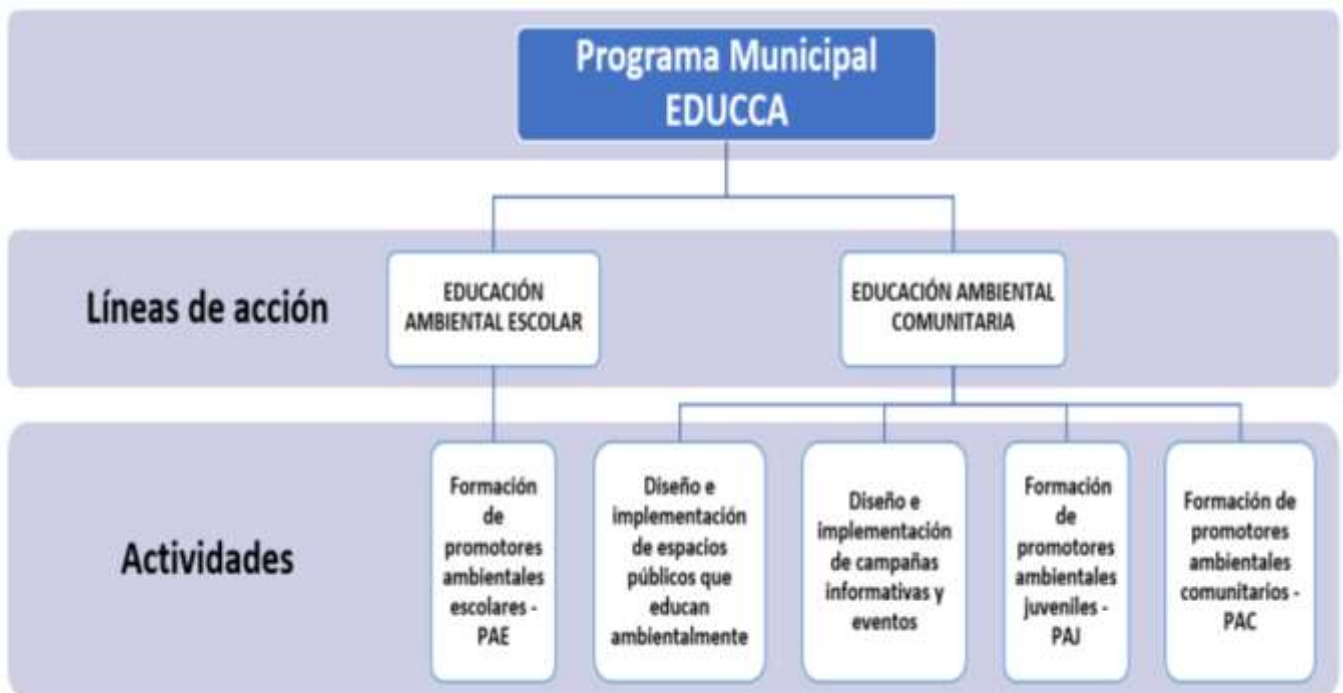 Programa Municipal
EDUCCA
Líneas de acción
EDUCACIÓN
AMBIENTAL ESCOLAR
EDUCACIÓN AMBIENTAL
COMUNITARIA
Actividades
Formación
de
promotores
ambientales
escolares -
PAE
Diseño e
implementación
de espacios
públicos que
educan
ambientalmente
Diseño e
implementación
de campañas
informativas y
eventos
Formación
de
promotores
ambientales
juveniles -
PAJ
Formación de
promotores
ambientales
comunitarios -
PAC